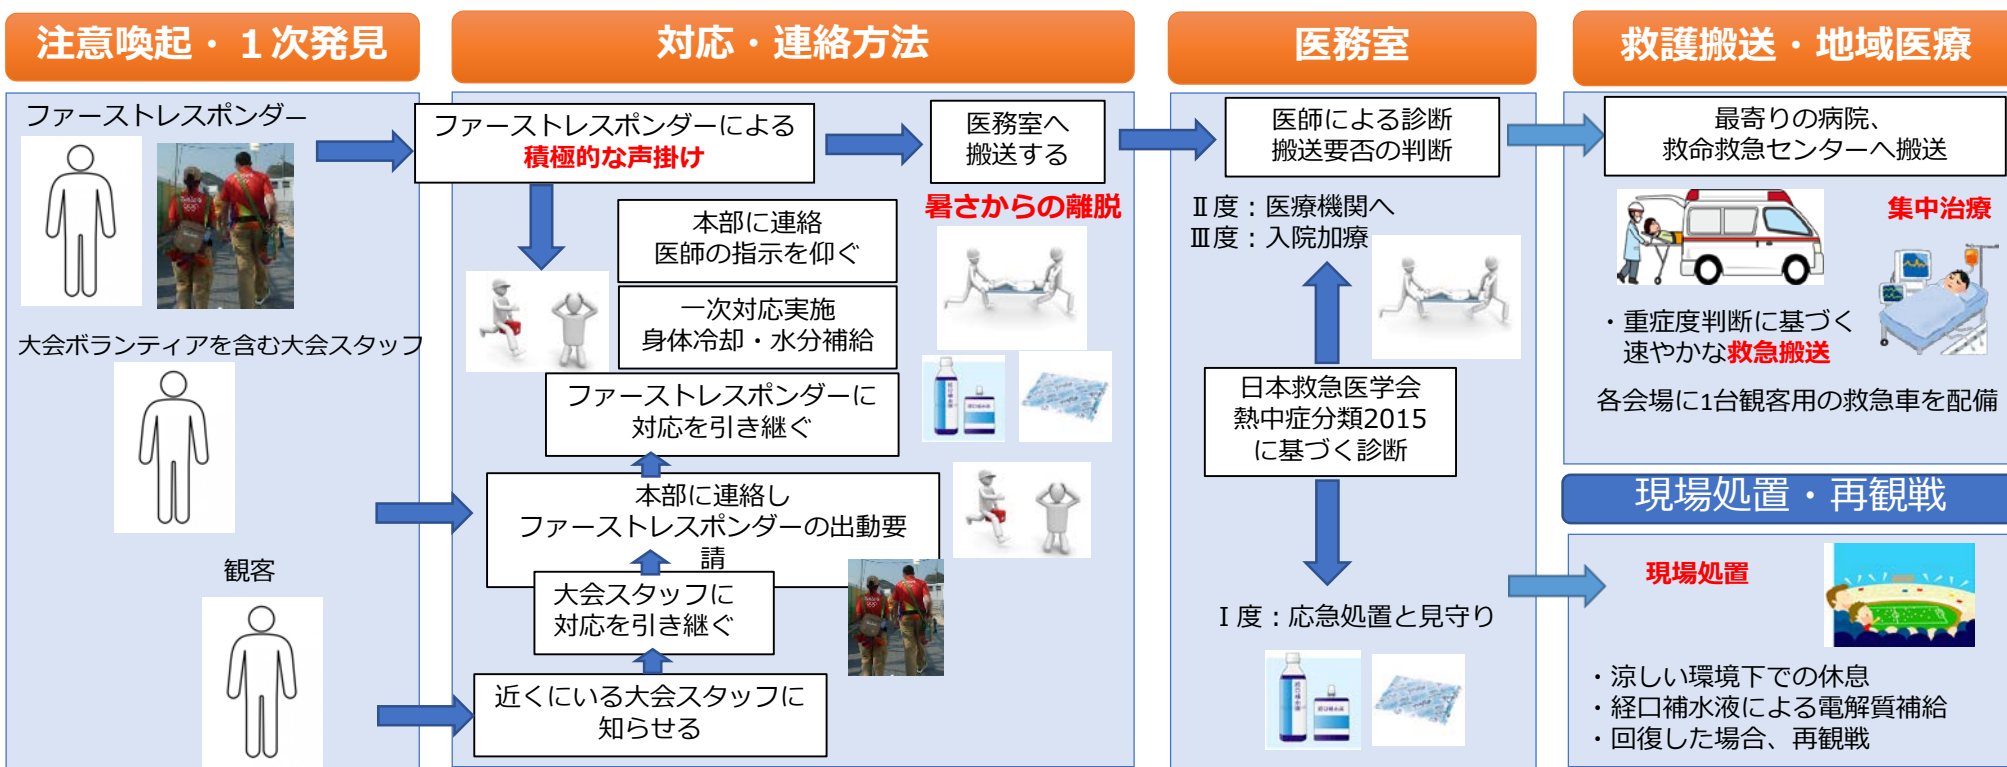 注意喚起・１次発見
対応・連絡方法
医務室
救護搬送・地域医療
ファーストレスポンダー
大会ボランティアを含む大会スタッフ
観客
ファーストレスポンダーによる
積極的な声掛け
医務室へ
搬送する
暑さからの離脱
本部に連絡
医師の指示を仰ぐ
一次対応実施
身体冷却・水分補給
ファーストレスポンダーに
対応を引き継ぐ
本部に連絡し
ファーストレスポンダーの出動要
請
大会スタッフに
対応を引き継ぐ
近くにいる大会スタッフに
知らせる
医師による診断
搬送要否の判断
Ⅱ度：医療機関へ
Ⅲ度：入院加療
日本救急医学会
熱中症分類2015
に基づく診断
Ⅰ度：応急処置と見守り
最寄りの病院、
救命救急センターへ搬送
集中治療
・重症度判断に基づく
速やかな救急搬送
各会場に1台観客用の救急車を配備
現場処置・再観戦
現場処置
・涼しい環境下での休息
・経口補水液による電解質補給
・回復した場合、再観戦